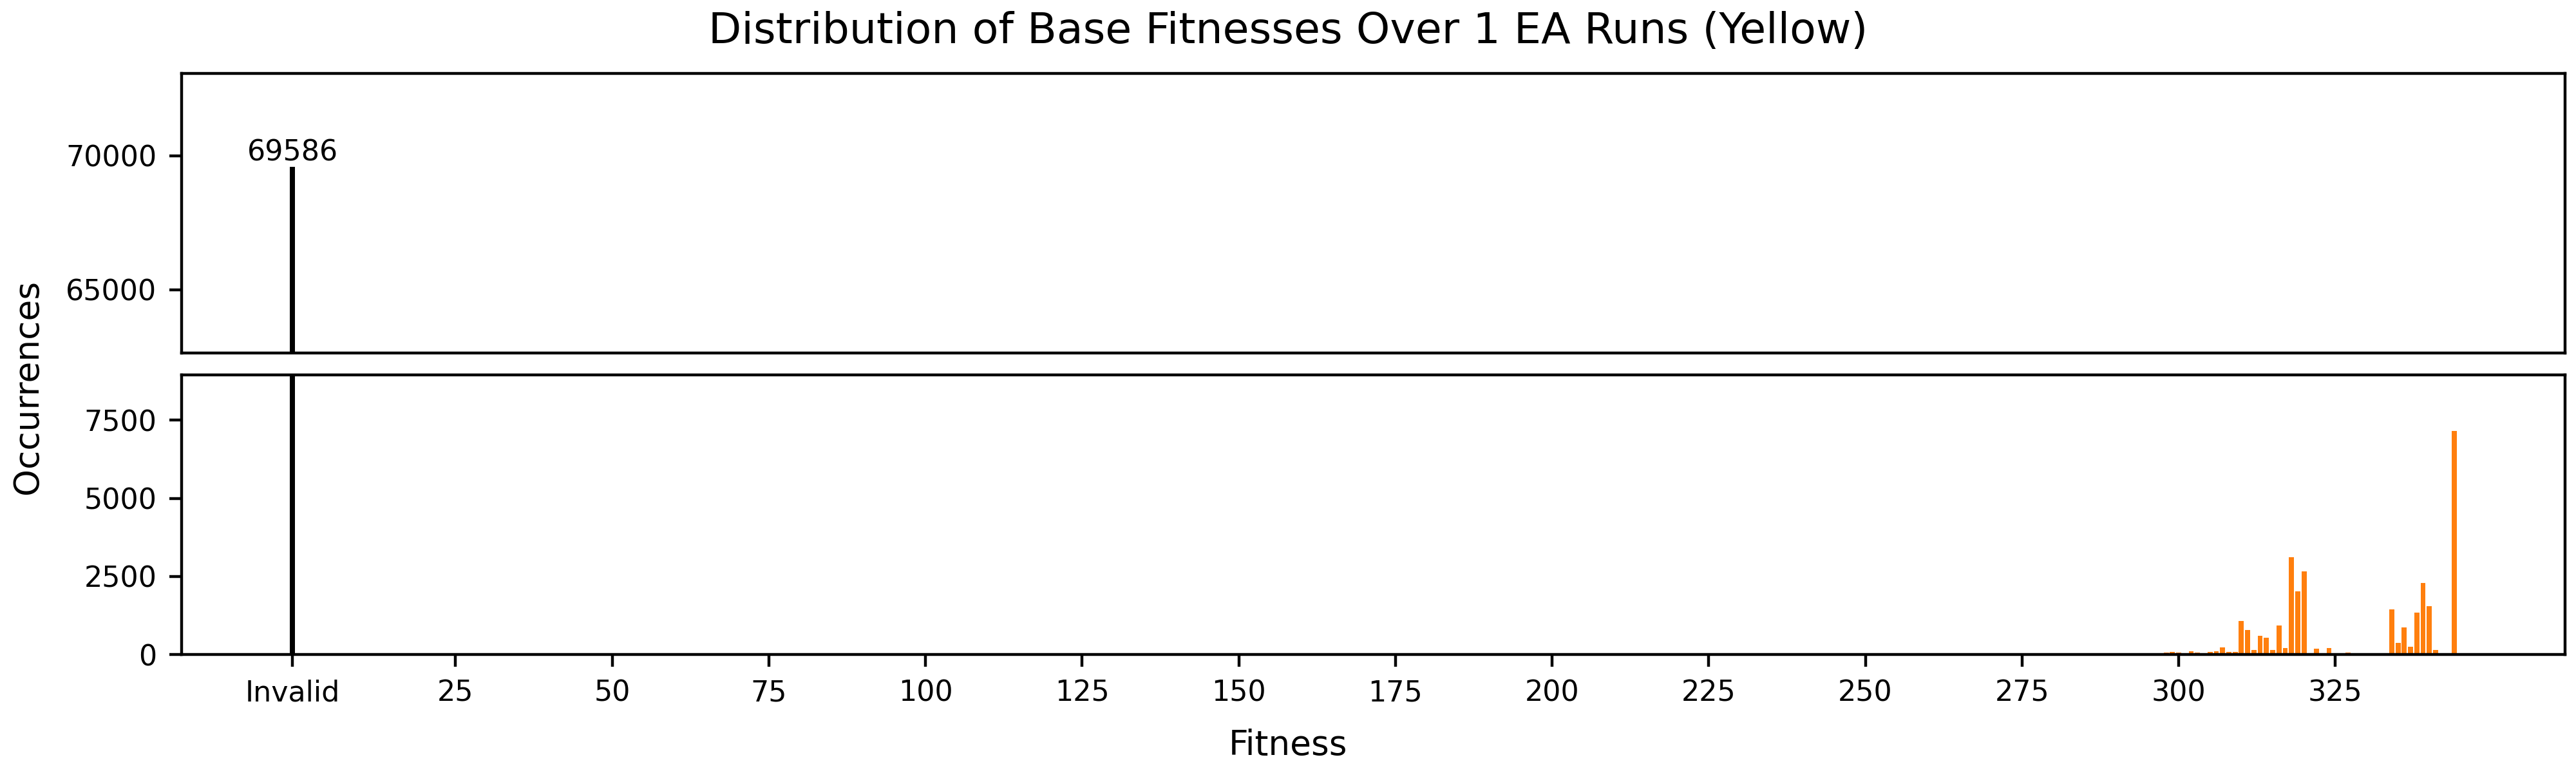 Distribution of Base Fitnesses Over 1 EA Runs (Yellow)
69586
70000
65000
Occurrences
7500
5000
2500
0
Invalid 25 50 75 100 125 150 175 200 225 250 275 300 325
Fitness